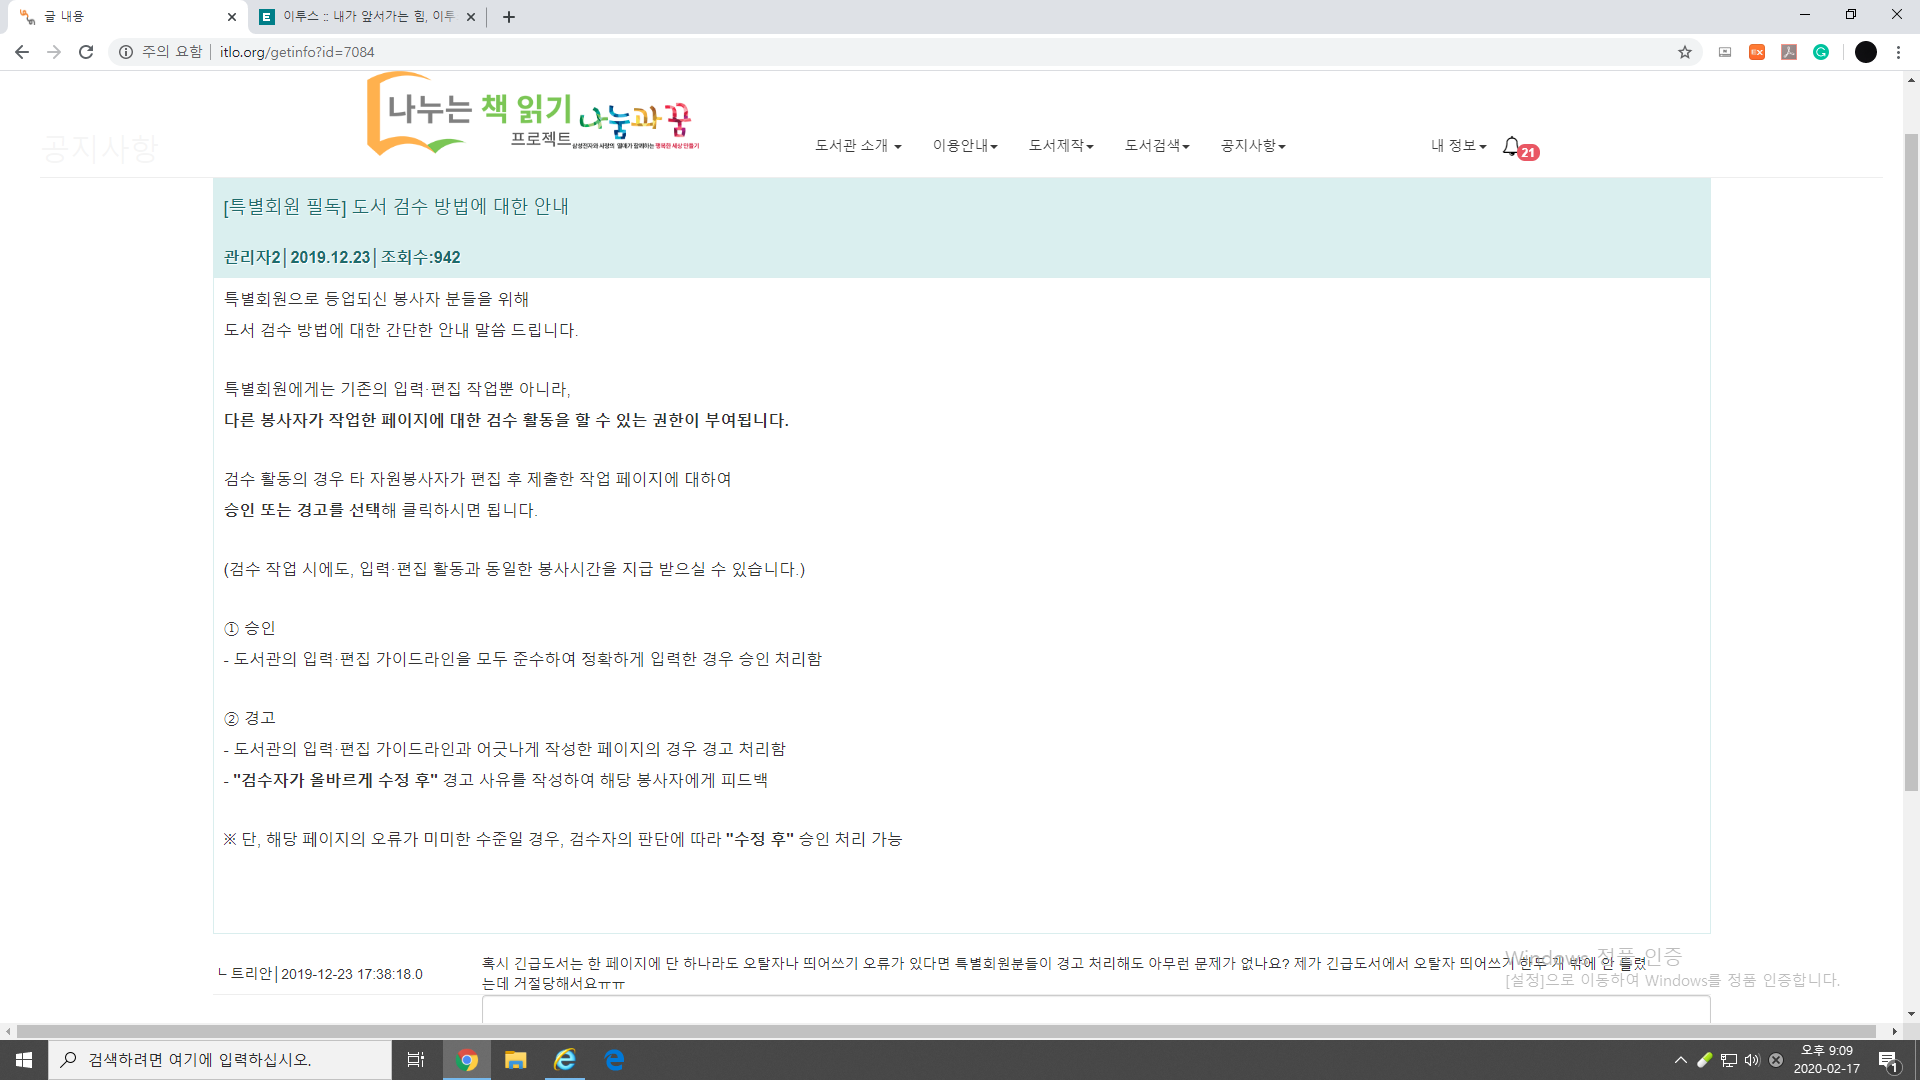 글 내용
이투스 :: 내가 앞서가는 힘, 이투
주의 요함 | itlo.org/getinfo?id=7084
나누는 책 읽기
프로젝트
나눔과 꿈
삼성전자와 사랑의 열매가 함께하는 행복한 세상 만들기
공지사항
도서관 소개 이용안내 도서제작 도서검색 공지사항 내 정보 21
[특별회원 필독] 도서 검수 방법에 대한 안내
관리자2│2019.12.23│조회수:942
특별회원으로 등업되신 봉사자 분들을 위해
도서 검수 방법에 대한 간단한 안내 말씀 드립니다.
특별회원에게는 기존의 입력·편집 작업뿐 아니라,
다른 봉사자가 작업한 페이지에 대한 검수 활동을 할 수 있는 권한이 부여됩니다.
검수 활동의 경우 타 자원봉사자가 편집 후 제출한 작업 페이지에 대하여
승인 또는 경고를 선택해 클릭하시면 됩니다.
(검수 작업 시에도, 입력·편집 활동과 동일한 봉사시간을 지급 받으실 수 있습니다.)
① 승인
- 도서관의 입력·편집 가이드라인을 모두 준수하여 정확하게 입력한 경우 승인 처리함
② 경고
- 도서관의 입력·편집 가이드라인과 어긋나게 작성한 페이지의 경우 경고 처리함
- "검수자가 올바르게 수정 후" 경고 사유를 작성하여 해당 봉사자에게 피드백
※ 단, 해당 페이지의 오류가 미미한 수준일 경우, 검수자의 판단에 따라 "수정 후" 승인 처리 가능
ㄴ트리안│2019-12-23 17:38:18.0
혹시 긴급도서는 한 페이지에 단 하나라도 오탈자나 띄어쓰기 오류가 있다면 특별회원분들이 경고 처리해도 아무런 문제가 없나요? 제가 긴급도서에서 오탈자 띄어쓰기 한두 개 밖에 안 틀렸
는데 거절당해서요ㅠㅠ
Windows 정품 인증
[설정]으로 이동하여 Windows를 정품 인증합니다.
검색하려면 여기에 입력하십시오.
오후 9:09
2020-02-17
1